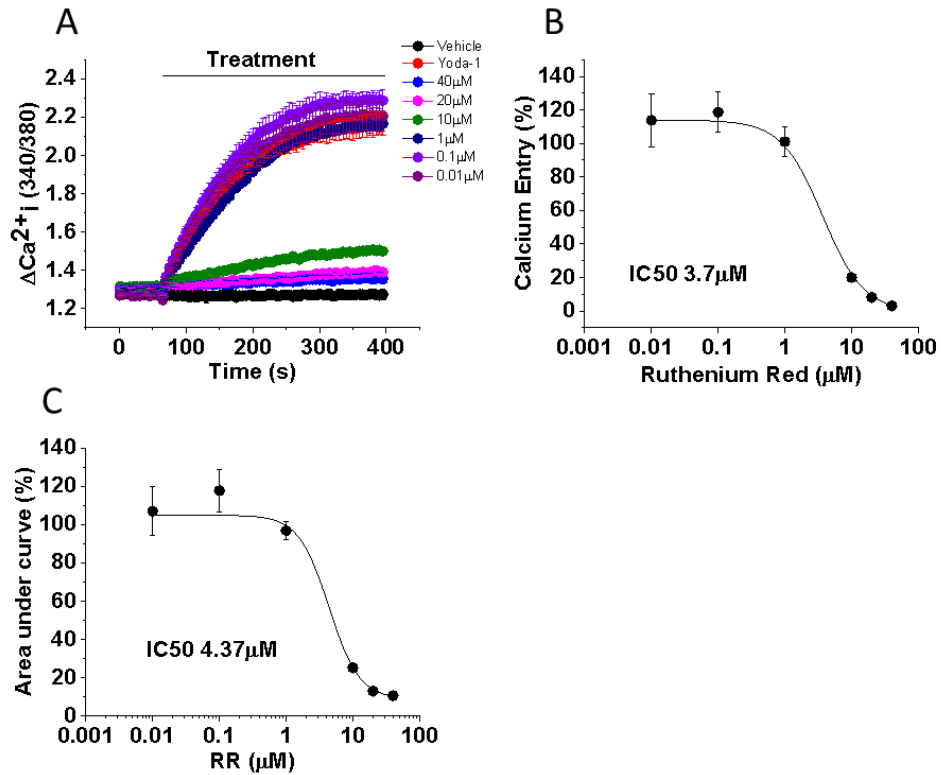 A
Treatment
Vehicle
Yoda-1
40μM
20μM
10μM
1μM
0.1μM
0.01μM
2.4
2.2
2.0
1.8
1.6
1.4
1.2
ΔCa2+i (340/380)
0 100 200 300 400
Time (s)
B
140
120
100
80
60
40
20
0
Calcium Entry (%)
IC50 3.7μM
0.001 0.01 0.1 1 10 100
Ruthenium Red (μM)
C
140
120
100
80
60
40
20
0
Area under curve (%)
IC50 4.37μM
0.001 0.01 0.1 1 10 100
RR (μM)